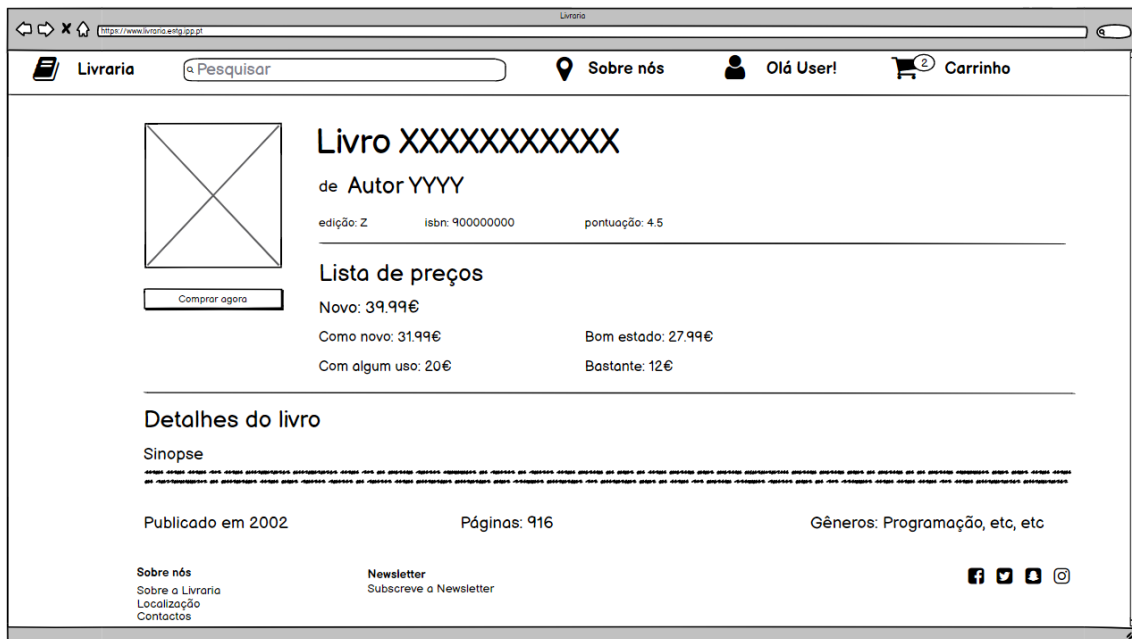 Livraria
https://www.livraria.estg.ipp.pt
Livraria Pesquisar Sobre nós Olá User! 2 Carrinho
Livro XXXXXXXXXXX
de Autor YYYY
edição: Z isbn: 900000000 pontuação: 4.5
Lista de preços
Comprar agora
Novo: 39.99€
Como novo: 31.99€ Bom estado: 27.99€
Com algum uso: 20€ Bastante: 12€
Detalhes do livro
Sinopse
Publicado em 2002 Páginas: 916 Gêneros: Programação, etc, etc
Sobre nós Newsletter
Sobre a Livraria Subscreve a Newsletter
Localização
Contactos